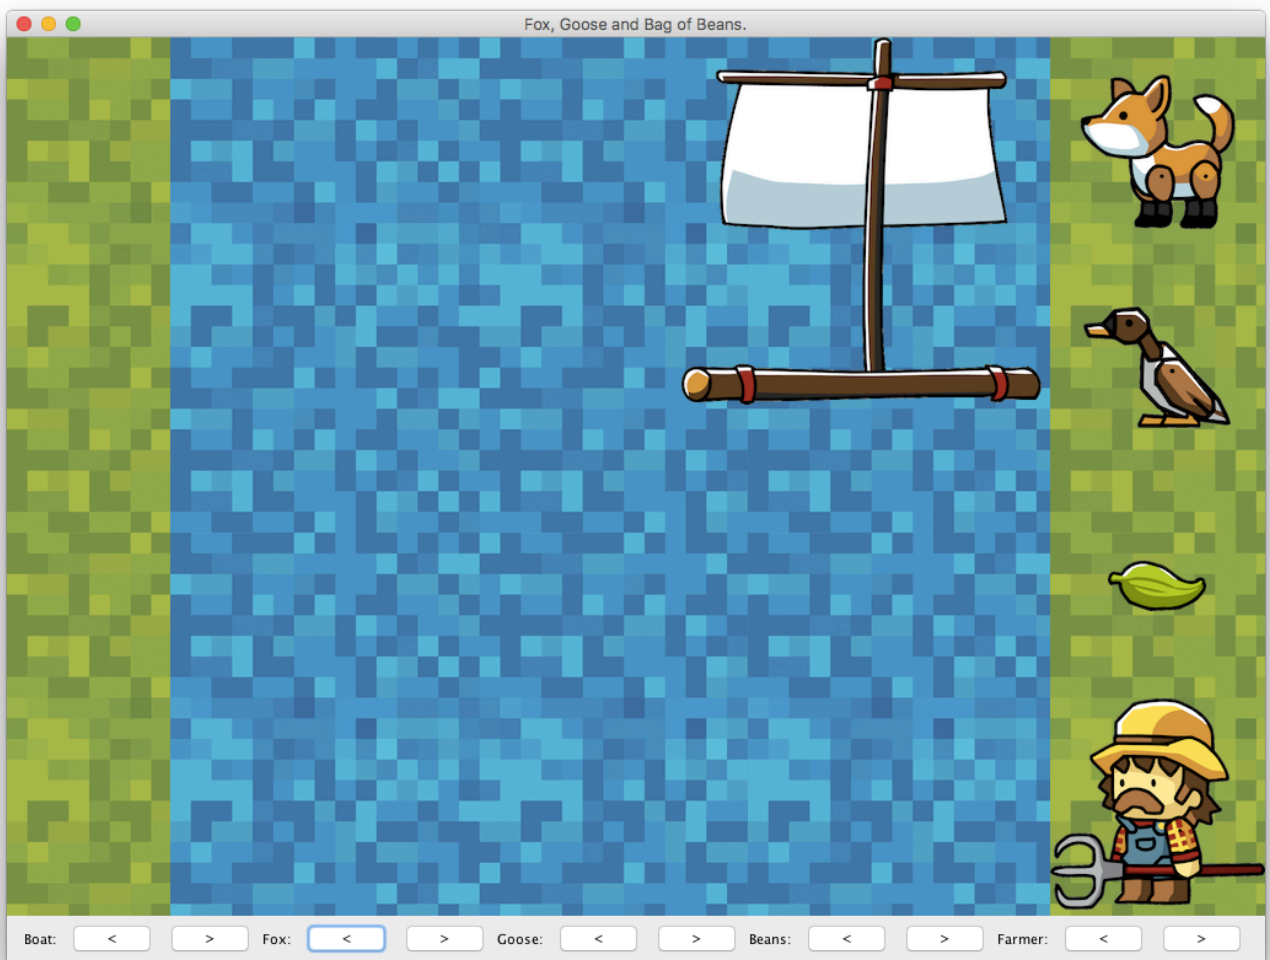 Fox, Goose and Bag of Beans.
Boat: < > Fox: < > Goose: < > Beans: < > Farmer: < >